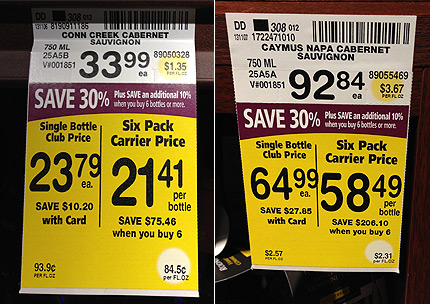 DD 308 012
131106 8190911185
CONN CREEK CABERNET
SAUVIGNON
750 ML
25A5B
V#001851
33.99 ea
89050328
$1.35
PER FL.OZ
SAVE 30% Plus SAVE an additional 10%
when you buy 6 bottles or more.
Single Bottle
Club Price
23.79 ea.
SAVE $10.20
with Card
Six Pack
Carrier Price
21.41 per
bottle
SAVE $75.46
when you buy 6
93.9¢
PER FL.OZ
84.5¢
PER FL.OZ
DD 308 012
131107 1722471010
CAYMUS NAPA CABERNET
SAUVIGNON
750 ML
25A5A
V#001851
92.84 ea
89055469
$3.67
PER FL.OZ
SAVE 30% Plus SAVE an additional 10%
when you buy 6 bottles or more.
Single Bottle
Club Price
64.99 ea.
SAVE $27.85
with Card
Six Pack
Carrier Price
58.49 per
bottle
SAVE $206.10
when you buy 6
$2.57
PER FL.OZ
$2.31
PER FL.OZ